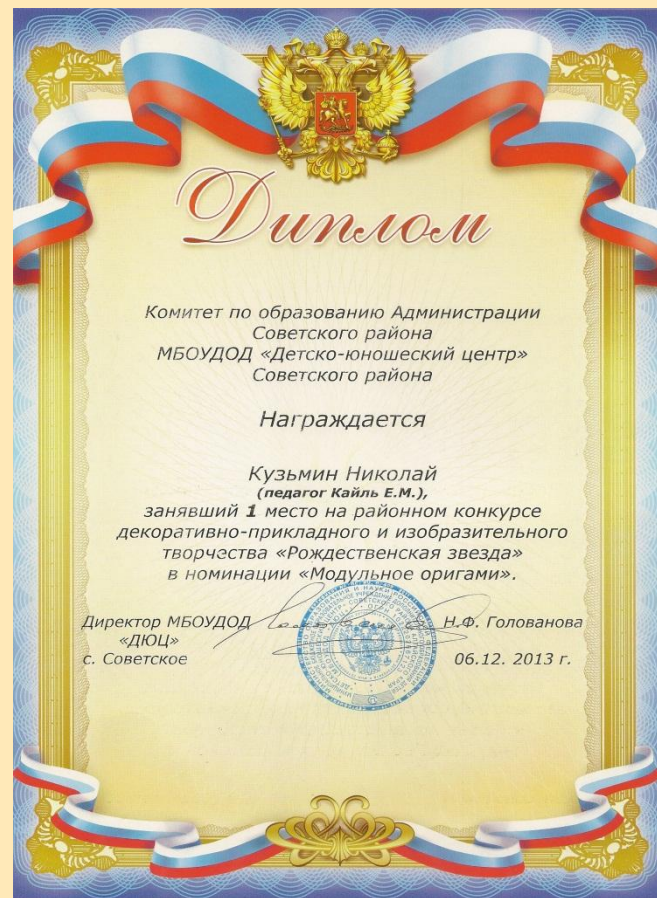 Диплом
Комитет по образованию Администрации
Советского района
МБОУДОД «Детско-юношеский центр»
Советского района
Награждается
Кузьмин Николай
(педагог Кайль Е.М.),
занявший 1 место на районном конкурсе
декоративно-прикладного и изобразительного
творчества «Рождественская звезда»
в номинации «Модульное оригами».
Директор МБОУДОД Н.Ф. Голованова
«ДЮЦ»
с. Советское 06.12. 2013 г.